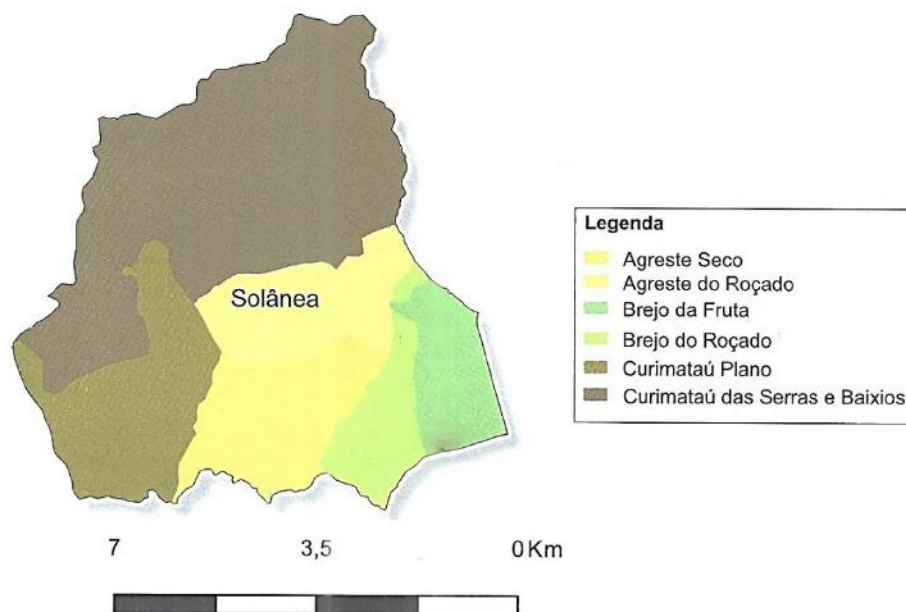 Solânea
Legenda
Agreste Seco
Agreste do Roçado
Brejo da Fruta
Brejo do Roçado
Curimataú Plano
Curimataú das Serras e Baixios
7 3,5 0 Km